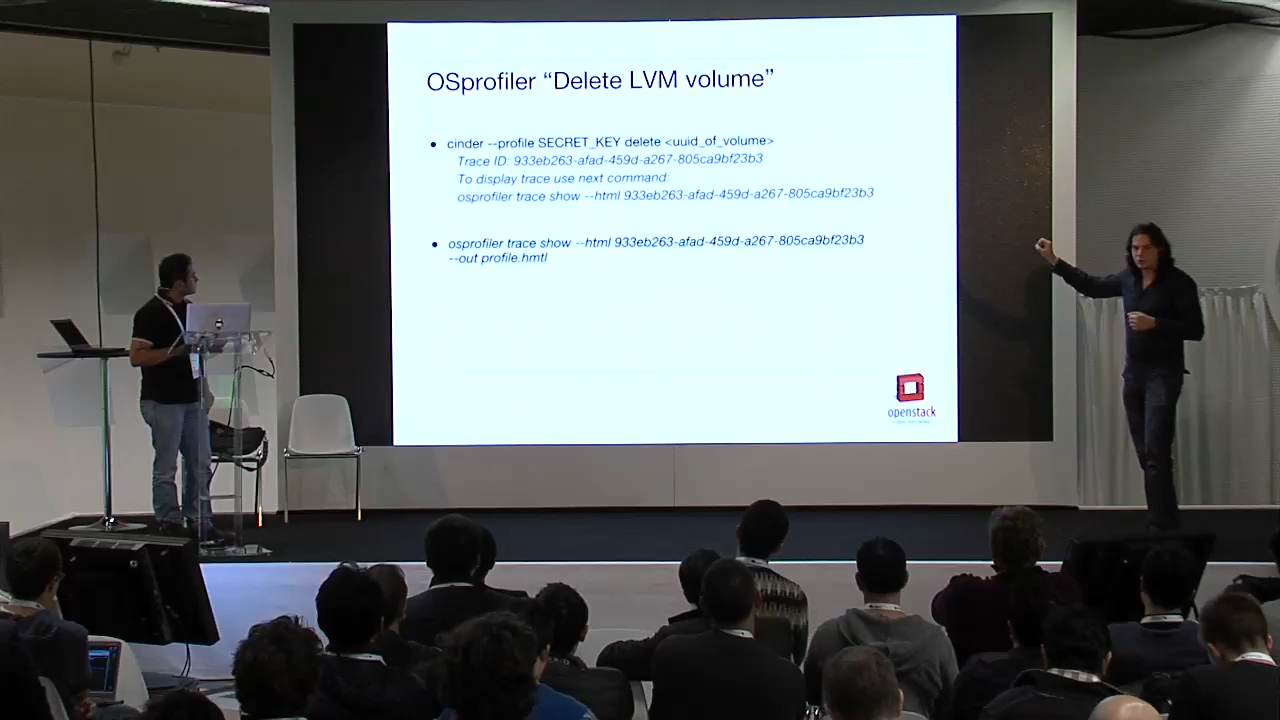 OSprofiler “Delete LVM volume”
cinder --profile SECRET_KEY delete <uuid_of_volume>
Trace ID: 933eb263-afad-459d-a267-805ca9bf23b3
To display trace use next command:
osprofiler trace show --html 933eb263-afad-459d-a267-805ca9bf23b3
osprofiler trace show --html 933eb263-afad-459d-a267-805ca9bf23b3
--out profile.hmtl
openstack